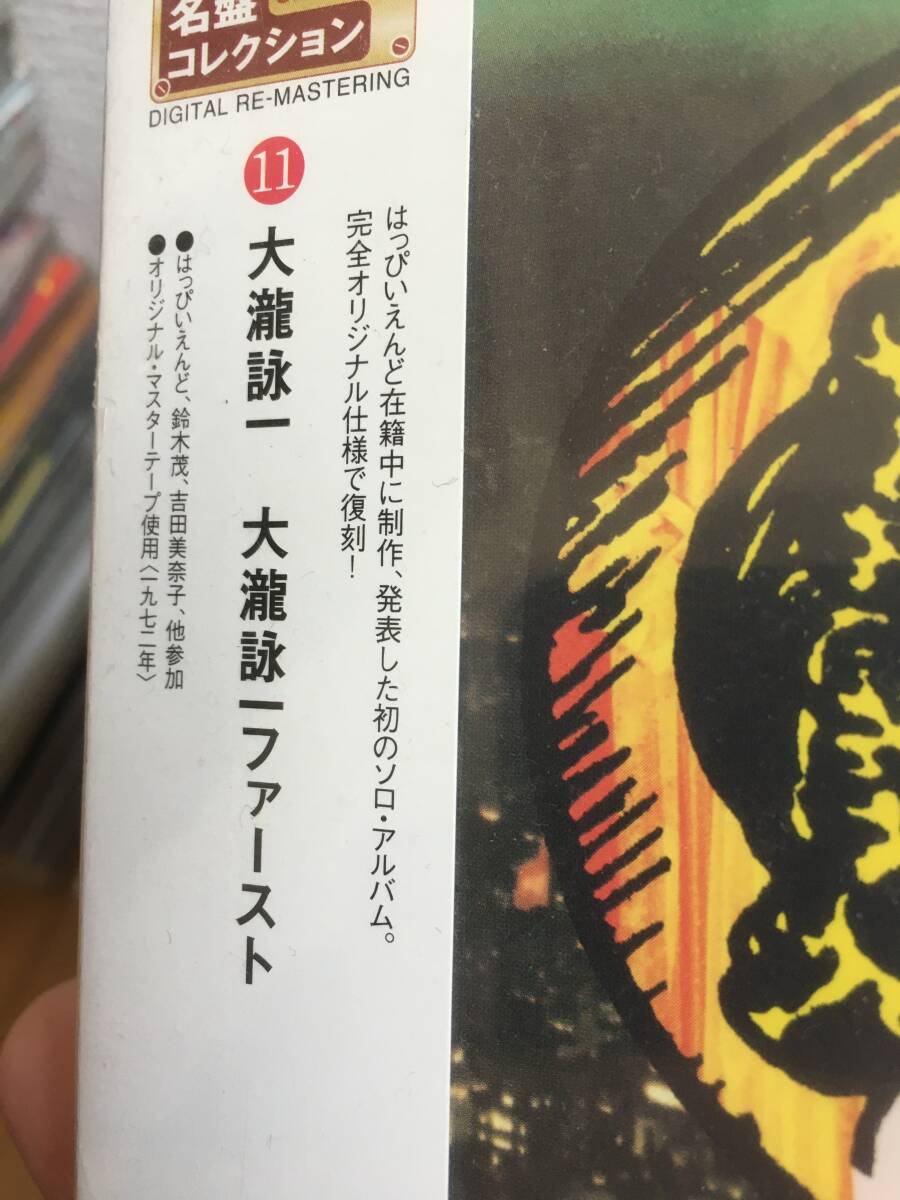 名盤
コレクション
DIGITAL RE-MASTERING
11
はっぴいえんど在籍中に制作、発表した初のソロ・アルバム。
完全オリジナル仕様で復刻！
大瀧詠一 大瀧詠一ファースト
●はっぴいえんど、鈴木茂、吉田美奈子、他参加
●オリジナル・マスターテープ使用〈一九七二年〉